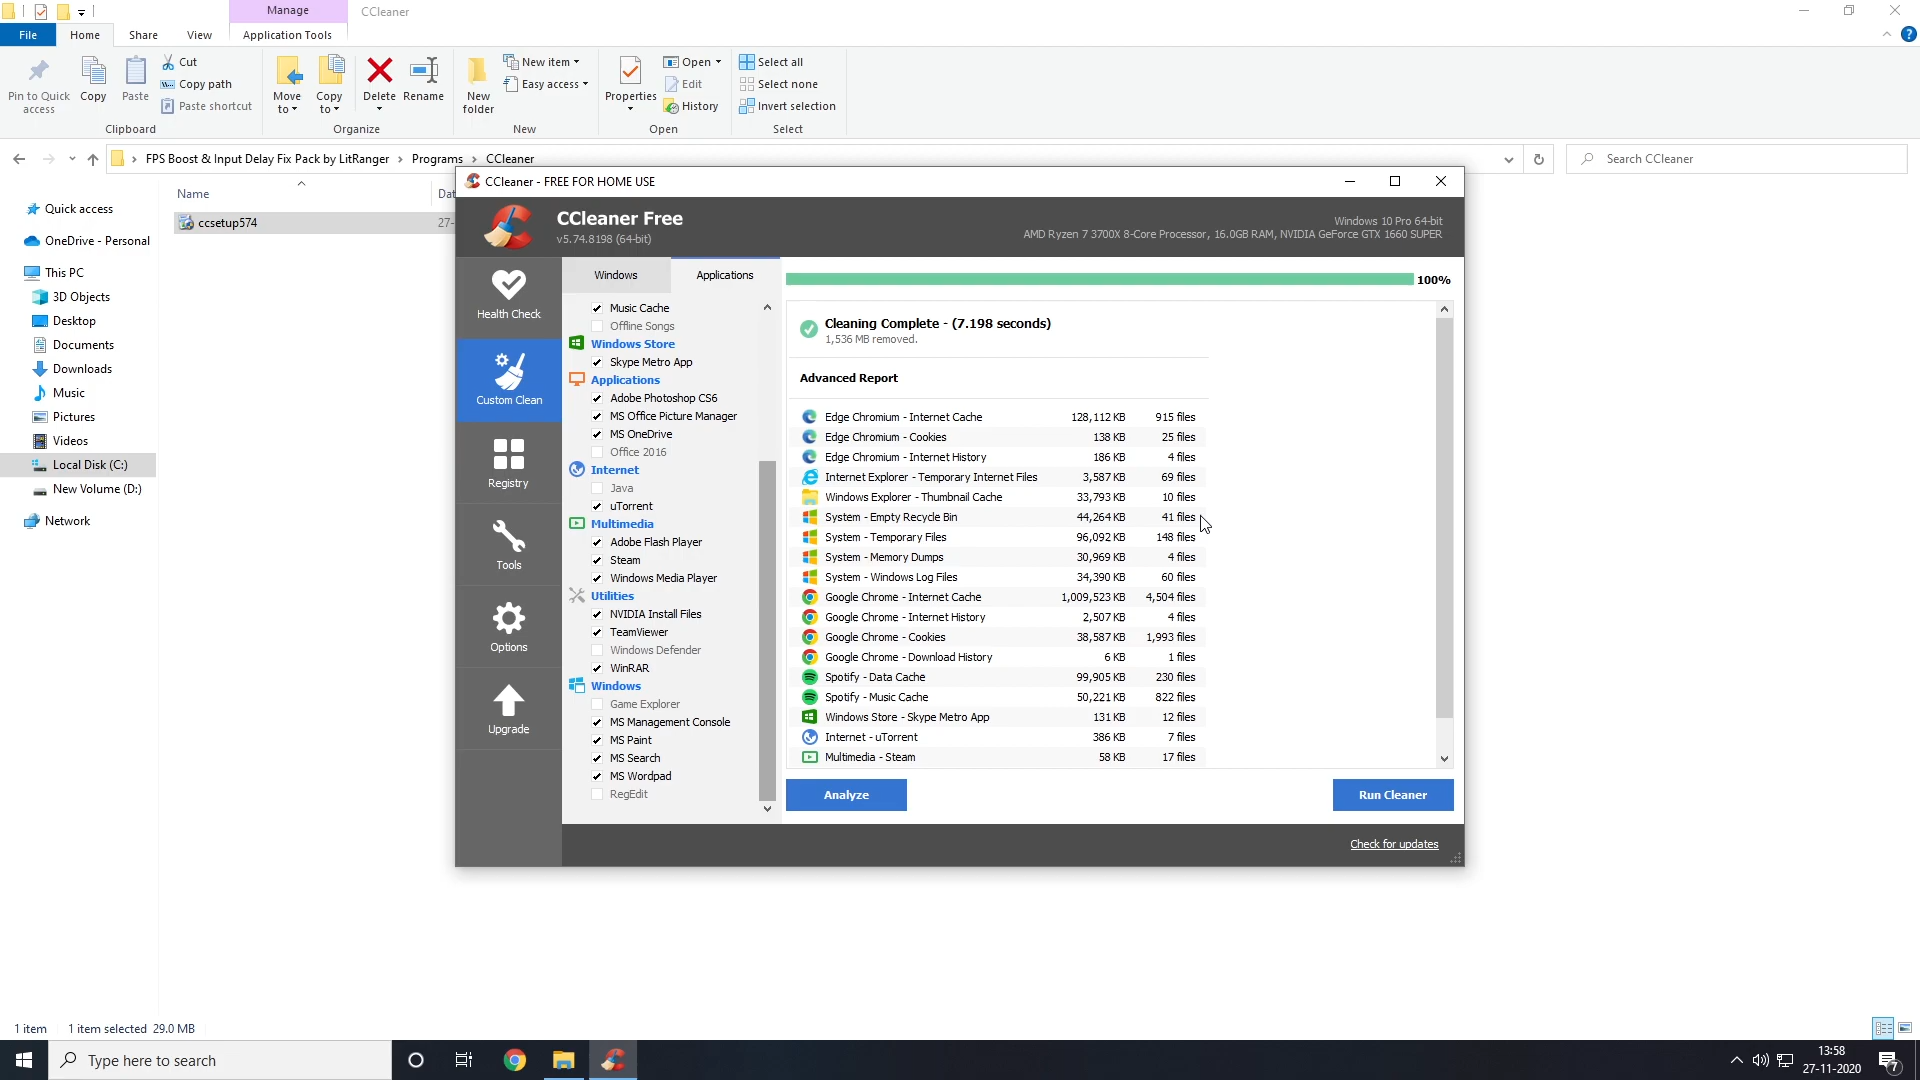 Manage
CCleaner
File
Home
Share
View
Application Tools
Pin to Quick access
Copy
Paste
Cut
Copy path
Paste shortcut
Clipboard
Move to
Copy to
Delete
Rename
Organize
New folder
New item
Easy access
New
Properties
Open
Edit
History
Open
Select all
Select none
Invert selection
Select
FPS Boost & Input Delay Fix Pack by LitRanger > Programs > CCleaner
Search CCleaner
Name
Dat
ccsetup574
27-
Quick access
OneDrive - Personal
This PC
3D Objects
Desktop
Documents
Downloads
Music
Pictures
Videos
Local Disk (C:)
New Volume (D:)
Network
CCleaner - FREE FOR HOME USE
CCleaner Free
v5.74.8198 (64-bit)
Windows 10 Pro 64-bit
AMD Ryzen 7 3700X 8-Core Processor, 16.0GB RAM, NVIDIA GeForce GTX 1660 SUPER
Health Check
Custom Clean
Registry
Tools
Options
Upgrade
Windows
Applications
Music Cache
Offline Songs
Windows Store
Skype Metro App
Applications
Adobe Photoshop CS6
MS Office Picture Manager
MS OneDrive
Office 2016
Internet
Java
uTorrent
Multimedia
Adobe Flash Player
Steam
Windows Media Player
Utilities
NVIDIA Install Files
TeamViewer
Windows Defender
WinRAR
Windows
Game Explorer
MS Management Console
MS Paint
MS Search
MS Wordpad
RegEdit
100%
Cleaning Complete - (7.198 seconds)
1,536 MB removed.
Advanced Report
Edge Chromium - Internet Cache 128,112 KB 915 files
Edge Chromium - Cookies 138 KB 25 files
Edge Chromium - Internet History 186 KB 4 files
Internet Explorer - Temporary Internet Files 3,587 KB 69 files
Windows Explorer - Thumbnail Cache 33,793 KB 10 files
System - Empty Recycle Bin 44,264 KB 41 files
System - Temporary Files 96,092 KB 148 files
System - Memory Dumps 30,969 KB 4 files
System - Windows Log Files 34,390 KB 60 files
Google Chrome - Internet Cache 1,009,523 KB 4,504 files
Google Chrome - Internet History 2,507 KB 4 files
Google Chrome - Cookies 38,587 KB 1,993 files
Google Chrome - Download History 6 KB 1 files
Spotify - Data Cache 99,905 KB 230 files
Spotify - Music Cache 50,221 KB 822 files
Windows Store - Skype Metro App 131 KB 12 files
Internet - uTorrent 386 KB 7 files
Multimedia - Steam 58 KB 17 files
Analyze
Run Cleaner
Check for updates
1 item
1 item selected 29.0 MB
Type here to search
13:58
27-11-2020
7